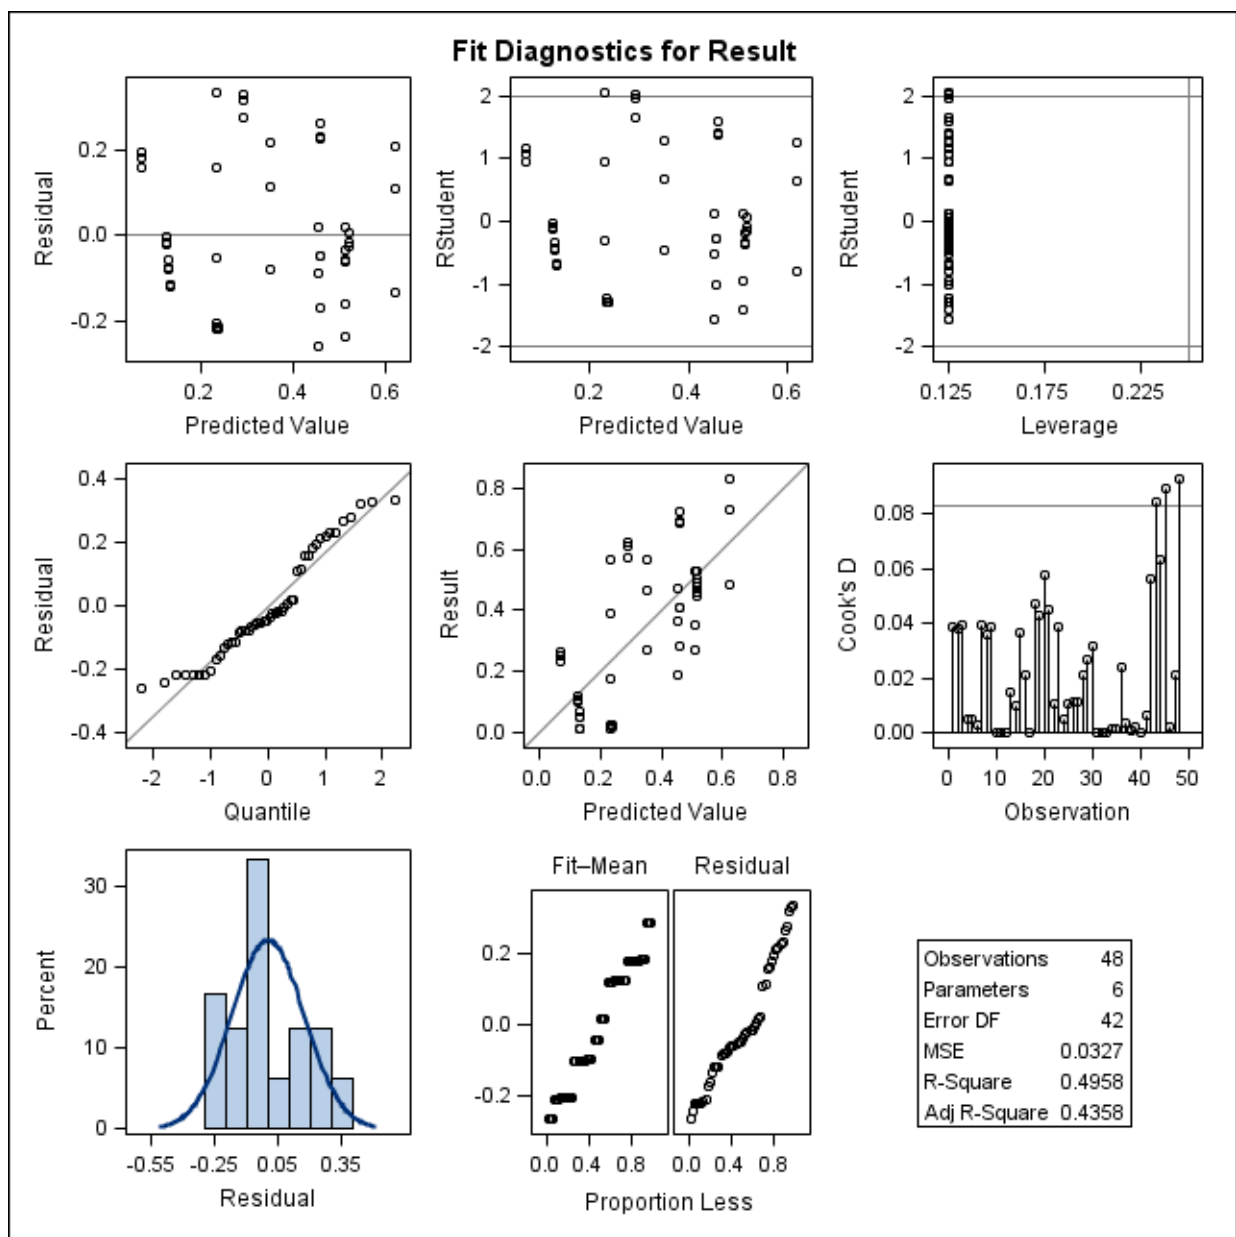 Fit Diagnostics for Result
Residual
0.2
0.0
-0.2
0.2 0.4 0.6
Predicted Value
RStudent
2
1
0
-1
-2
0.2 0.4 0.6
Predicted Value
RStudent
2
1
0
-1
-2
0.125 0.175 0.225
Leverage
Residual
0.4
0.2
0.0
-0.2
-0.4
-2 -1 0 1 2
Quantile
Result
0.8
0.6
0.4
0.2
0.0
0.0 0.2 0.4 0.6 0.8
Predicted Value
Cook's D
0.08
0.06
0.04
0.02
0.00
0 10 20 30 40 50
Observation
Percent
30
20
10
0
-0.55 -0.25 0.05 0.35
Residual
Fit–Mean Residual
0.2
0.0
-0.2
0.0 0.4 0.8 0.0 0.4 0.8
Proportion Less
Observations 48
Parameters 6
Error DF 42
MSE 0.0327
R-Square 0.4958
Adj R-Square 0.4358